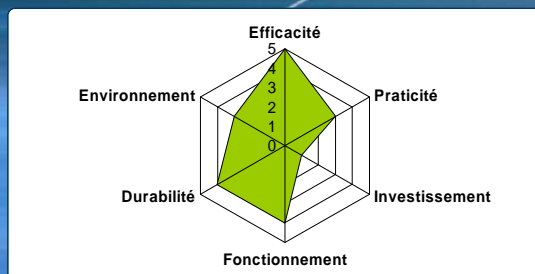 Efficacité
5
4
3
2
1
0
Environnement
Praticité
Durabilité
Investissement
Fonctionnement